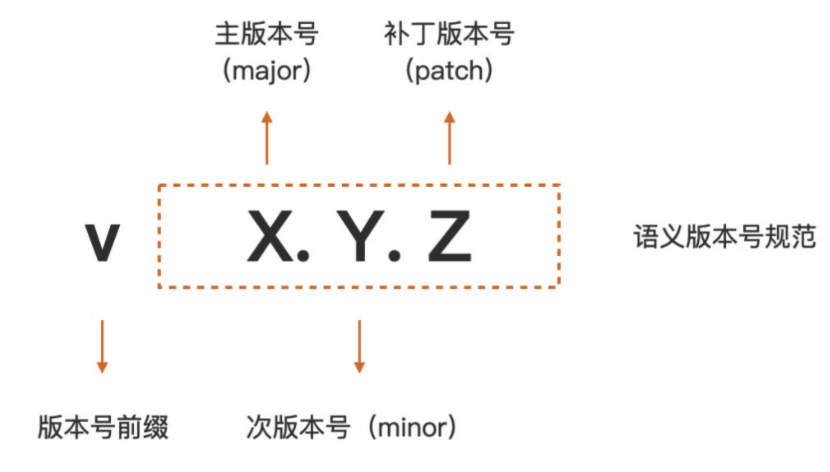 主版本号
（major）
补丁版本号
（patch）
v X. Y. Z
语义版本号规范
版本号前缀
次版本号（minor）